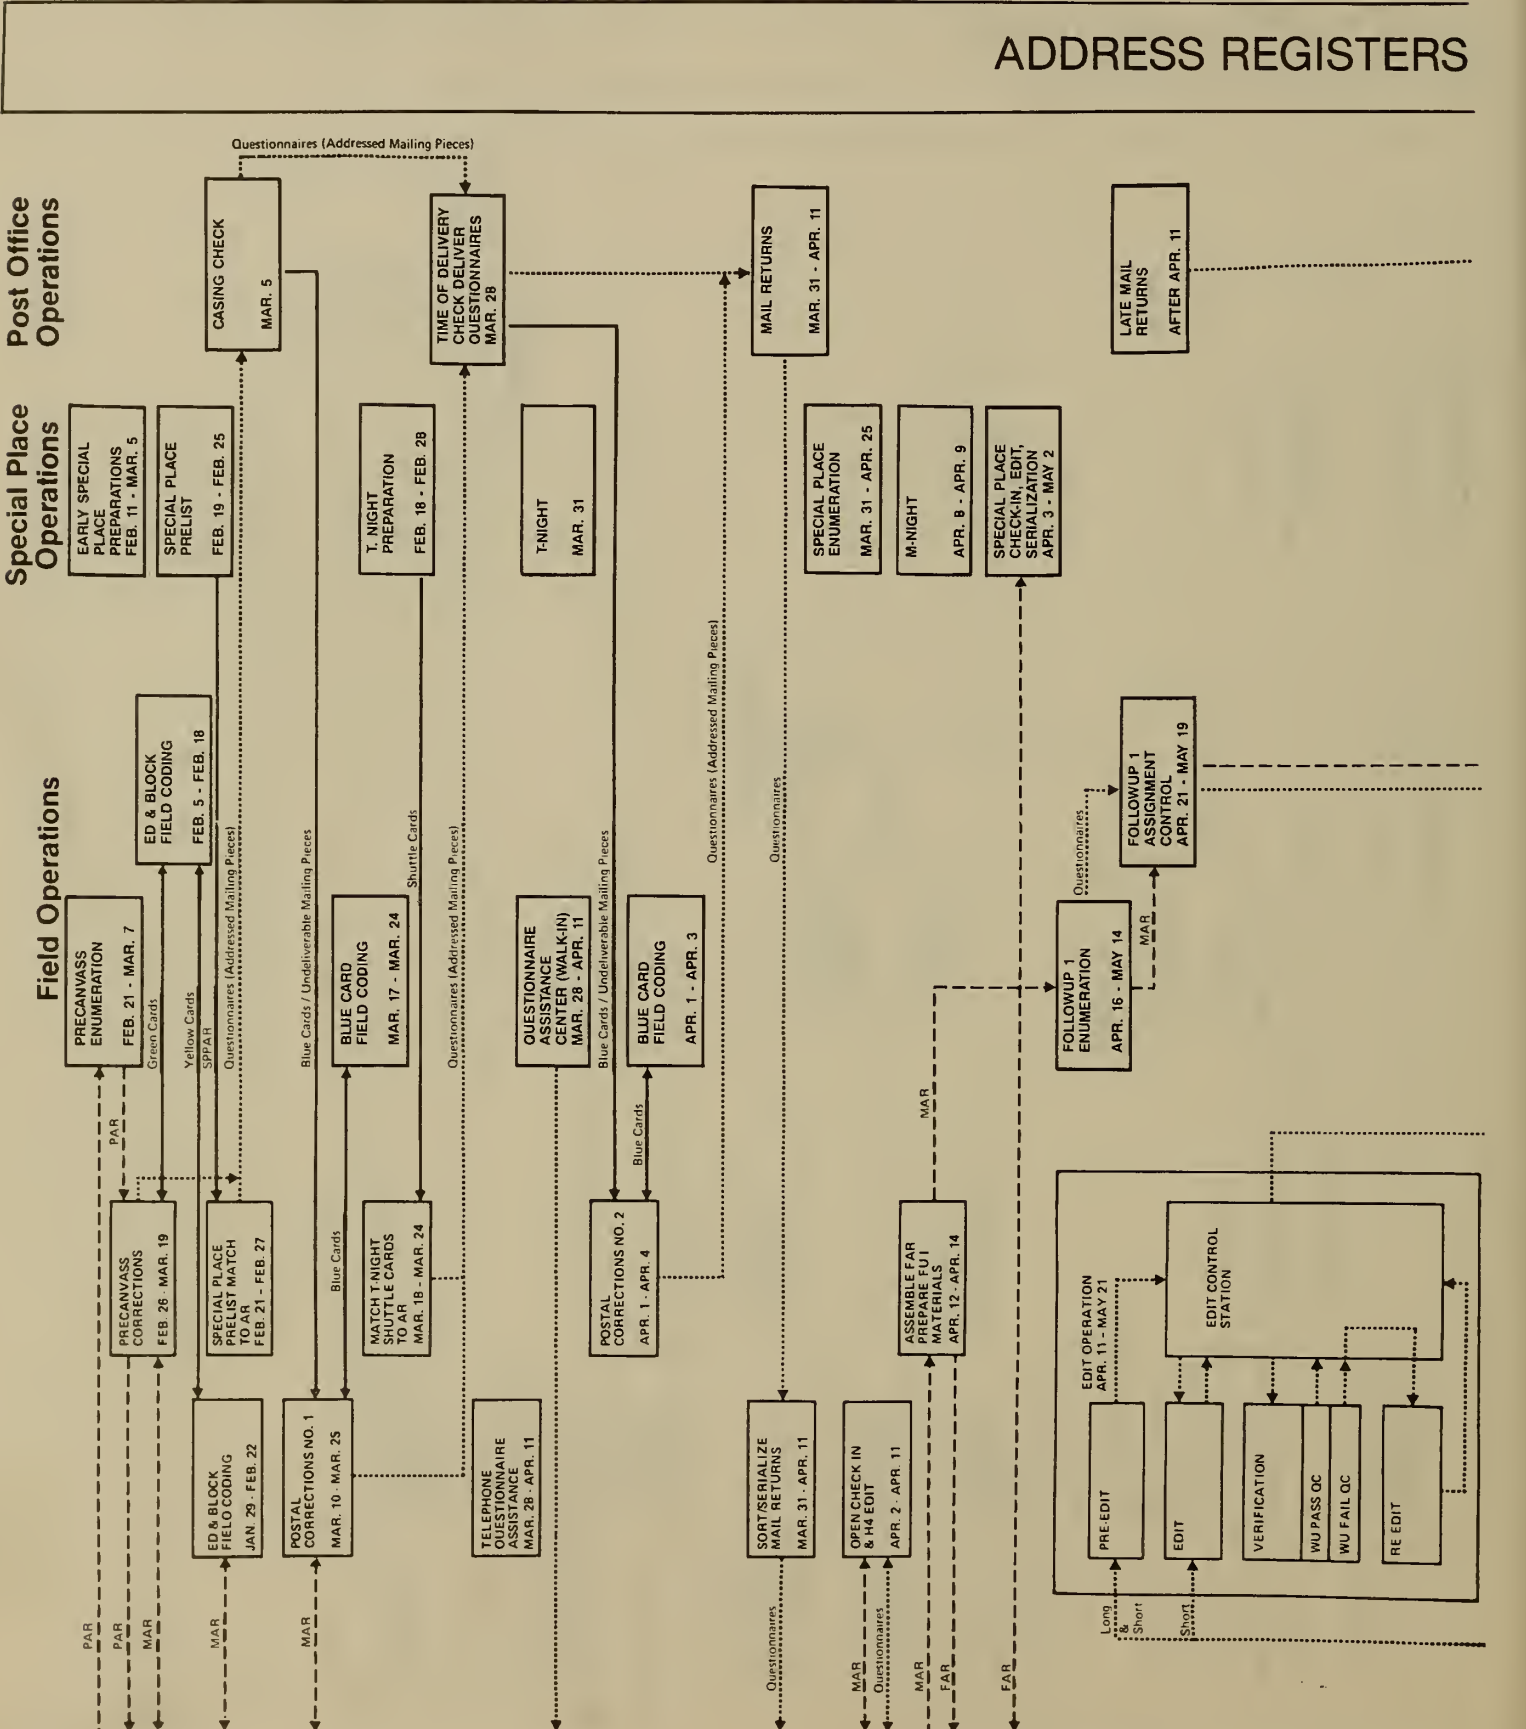 ADDRESS REGISTERS
Post Office
Operations
Questionnaires (Addressed Mailing Pieces)
CASING CHECK
MAR. 5
TIME OF DELIVERY
CHECK DELIVER
QUESTIONNAIRES
MAR. 28
MAIL RETURNS
MAR. 31 - APR. 11
LATE MAIL
RETURNS
AFTER APR. 11
Special Place
Operations
EARLY SPECIAL
PLACE
PREPARATIONS
FEB. 11 - MAR. 5
SPECIAL PLACE
PRELIST
FEB. 19 - FEB. 25
T. NIGHT
PREPARATION
FEB. 18 - FEB. 28
T-NIGHT
MAR. 31
SPECIAL PLACE
ENUMERATION
MAR. 31 - APR. 25
M-NIGHT
APR. 8 - APR. 9
SPECIAL PLACE
CHECK-IN, EDIT,
SERIALIZATION
APR. 3 - MAY 2
Field Operations
PRECANVASS
ENUMERATION
FEB. 21 - MAR. 7
ED & BLOCK
FIELD CODING
FEB. 5 - FEB. 18
Green Cards
Yellow Cards
SPPAR
Questionnaires (Addressed Mailing Pieces)
Blue Cards / Undeliverable Mailing Pieces
BLUE CARD
FIELD CODING
MAR. 17 - MAR. 24
Shuttle Cards
Questionnaires (Addressed Mailing Pieces)
QUESTIONNAIRE
ASSISTANCE
CENTER (WALK-IN)
MAR. 28 - APR. 11
Blue Cards / Undeliverable Mailing Pieces
BLUE CARD
FIELD CODING
APR. 1 - APR. 3
Questionnaires (Addressed Mailing Pieces)
Questionnaires
FOLLOWUP 1
ENUMERATION
APR. 16 - MAY 14
Questionnaires
MAR
FOLLOWUP 1
ASSIGNMENT
CONTROL
APR. 21 - MAY 19
PAR
PRECANVASS
CORRECTIONS
FEB. 26 - MAR. 19
SPECIAL PLACE
PRELIST MATCH
TO AR
FEB. 21 - FEB. 27
Blue Cards
MATCH T-NIGHT
SHUTTLE CARDS
TO AR
MAR. 18 - MAR. 24
POSTAL
CORRECTIONS NO. 2
APR. 1 - APR. 4
Blue Cards
MAR
ASSEMBLE FAR
PREPARE FU I
MATERIALS
APR. 12 - APR. 14
ED & BLOCK
FIELD CODING
JAN. 29 - FEB. 22
POSTAL
CORRECTIONS NO. 1
MAR. 10 - MAR. 25
TELEPHONE
QUESTIONNAIRE
ASSISTANCE
MAR. 28 - APR. 11
SORT/SERIALIZE
MAIL RETURNS
MAR. 31 - APR. 11
OPEN CHECK IN
& H4 EDIT
APR. 2 - APR. 11
EDIT OPERATION
APR. 11 - MAY 21
EDIT CONTROL
STATION
PRE-EDIT
EDIT
VERIFICATION
WU PASS QC
WU FAIL QC
RE EDIT
PAR
PAR
MAR
MAR
MAR
Questionnaires
MAR
Questionnaires
MAR
FAR
FAR
Long
&
Short
Short